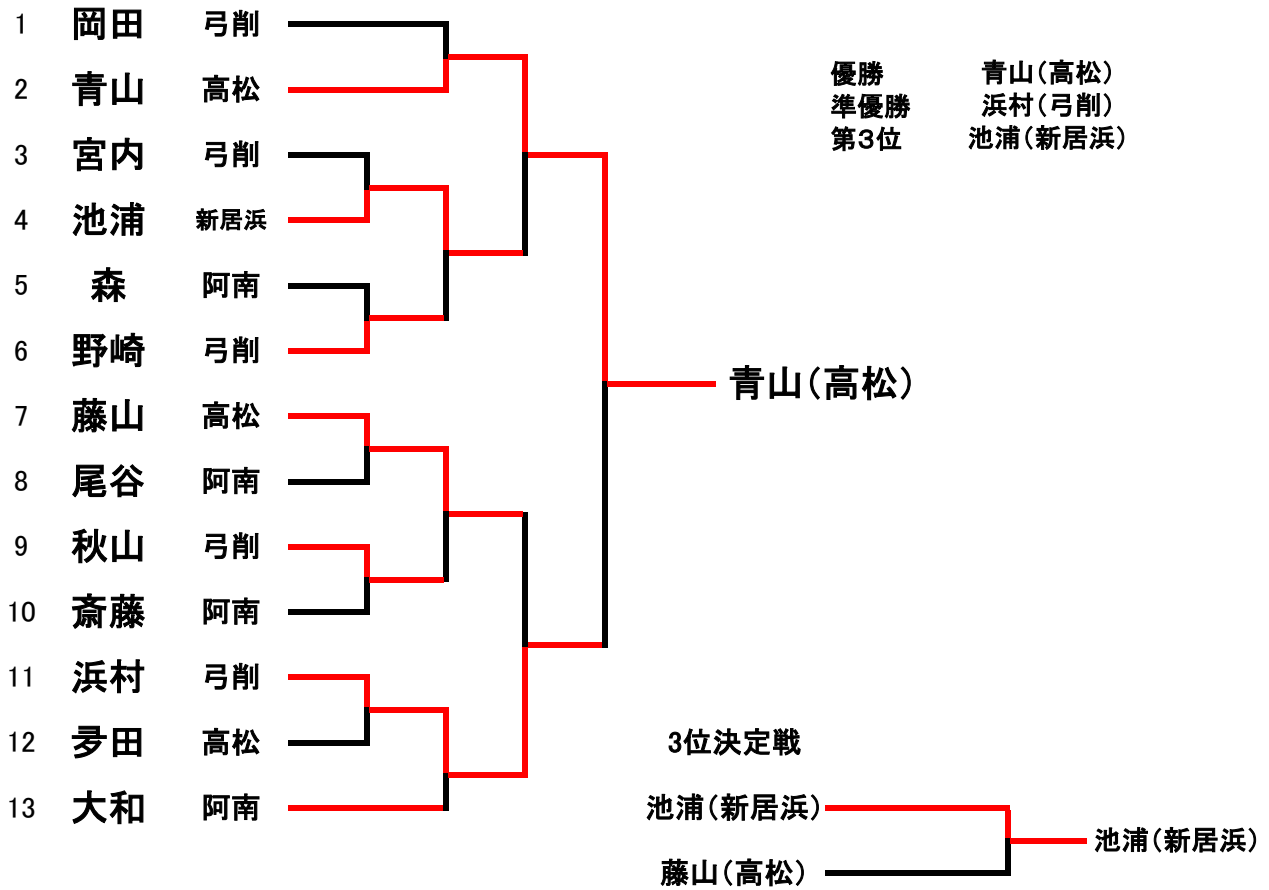 1 岡田 弓削
2 青山 高松
3 宮内 弓削
4 池浦 新居浜
5 森 阿南
6 野崎 弓削
7 藤山 高松
8 尾谷 阿南
9 秋山 弓削
10 斎藤 阿南
11 浜村 弓削
12 夛田 高松
13 大和 阿南
優勝 青山(高松)
準優勝 浜村(弓削)
第3位 池浦(新居浜)
青山(高松)
3位決定戦
池浦(新居浜)
藤山(高松)
池浦(新居浜)